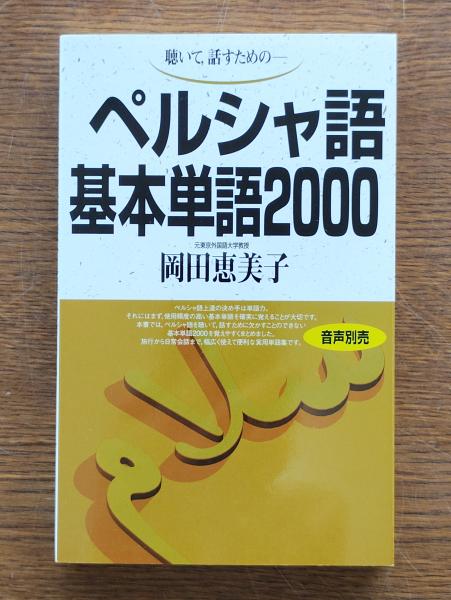 聴いて, 話すための―
ペルシャ語
基本単語2000
元東京外国語大学教授
岡田恵美子
ペルシャ語上達の決め手は単語力。
それにはまず、使用頻度の高い基本単語を確実に覚えることが大切です。
本書では、ペルシャ語を聴いて、話すために欠かすことのできない
基本単語2000を覚えやすくまとめました。
旅行から日常会話まで、幅広く使えて便利な実用単語集です。
音声別売
سلام